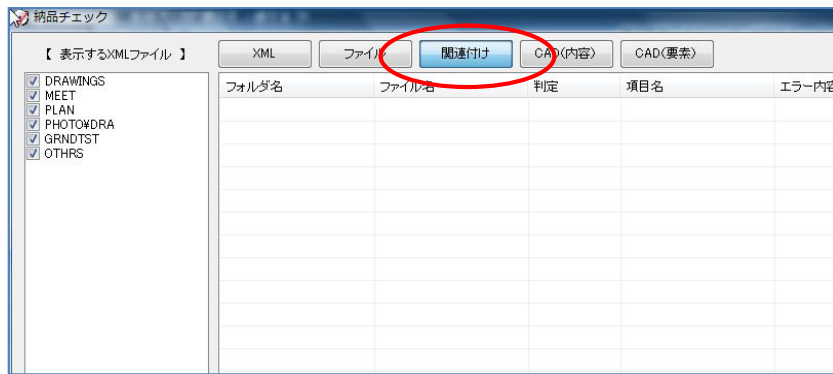 納品チェック
【 表示するXMLファイル 】
XML ファイル 関連付け CAD(内容) CAD(要素)
DRAWINGS
MEET
PLAN
PHOTO¥DRA
GRNDTST
OTHRS
フォルダ名 ファイル名 判定 項目名 エラー内容